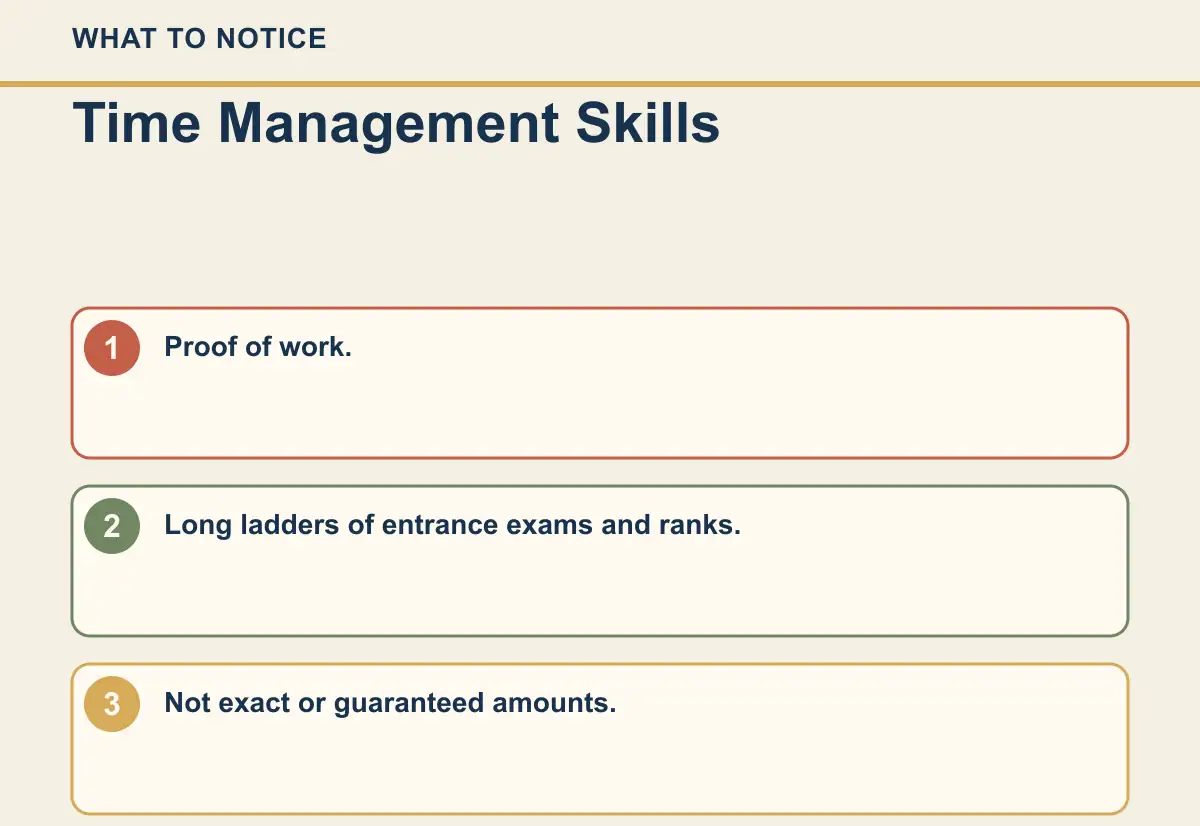 WHAT TO NOTICE
Time Management Skills
1
Proof of work.
2
Long ladders of entrance exams and ranks.
3
Not exact or guaranteed amounts.